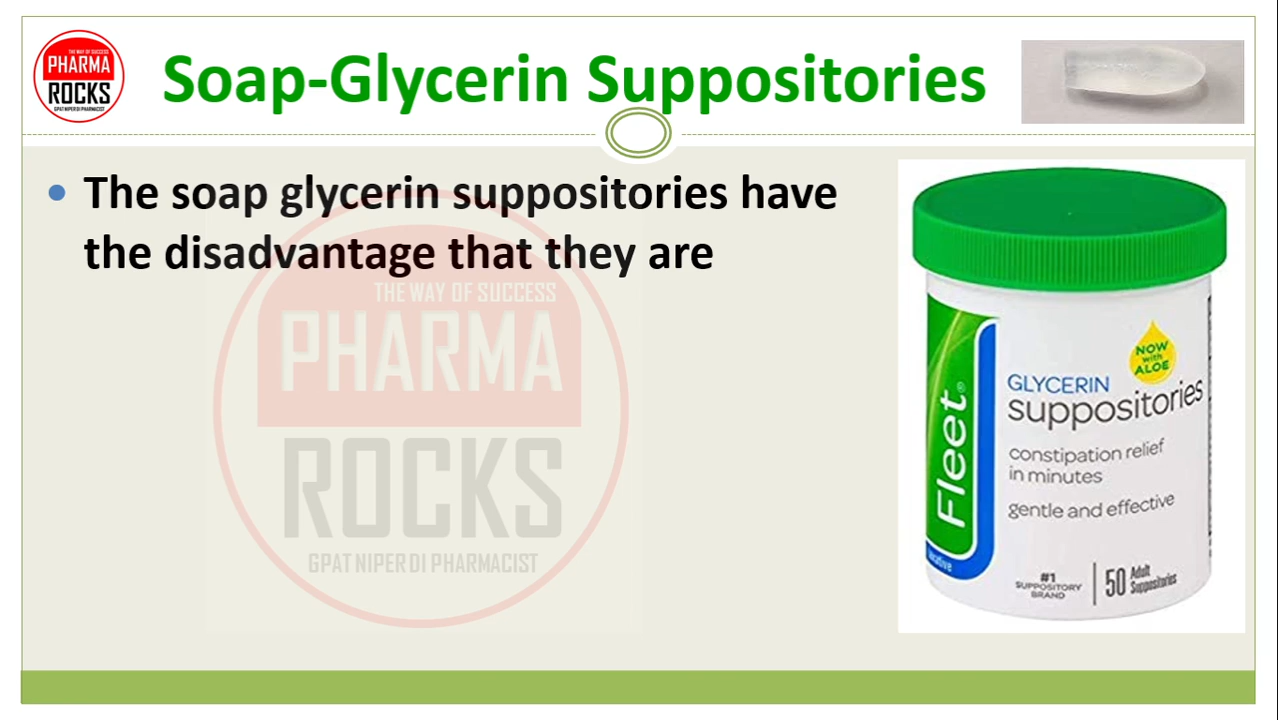 THE WAY OF SUCCESS
PHARMA
ROCKS
GPAT NIPER DI PHARMACIST
Soap-Glycerin Suppositories
• The soap glycerin suppositories have
the disadvantage that they are
THE WAY OF SUCCESS
PHARMA
ROCKS
GPAT NIPER DI PHARMACIST
NOW
with
ALOE
Fleet®
GLYCERIN
suppositories
constipation relief
in minutes
gentle and effective
#1
SUPPOSITORY
BRAND
50 Adult
Suppositories